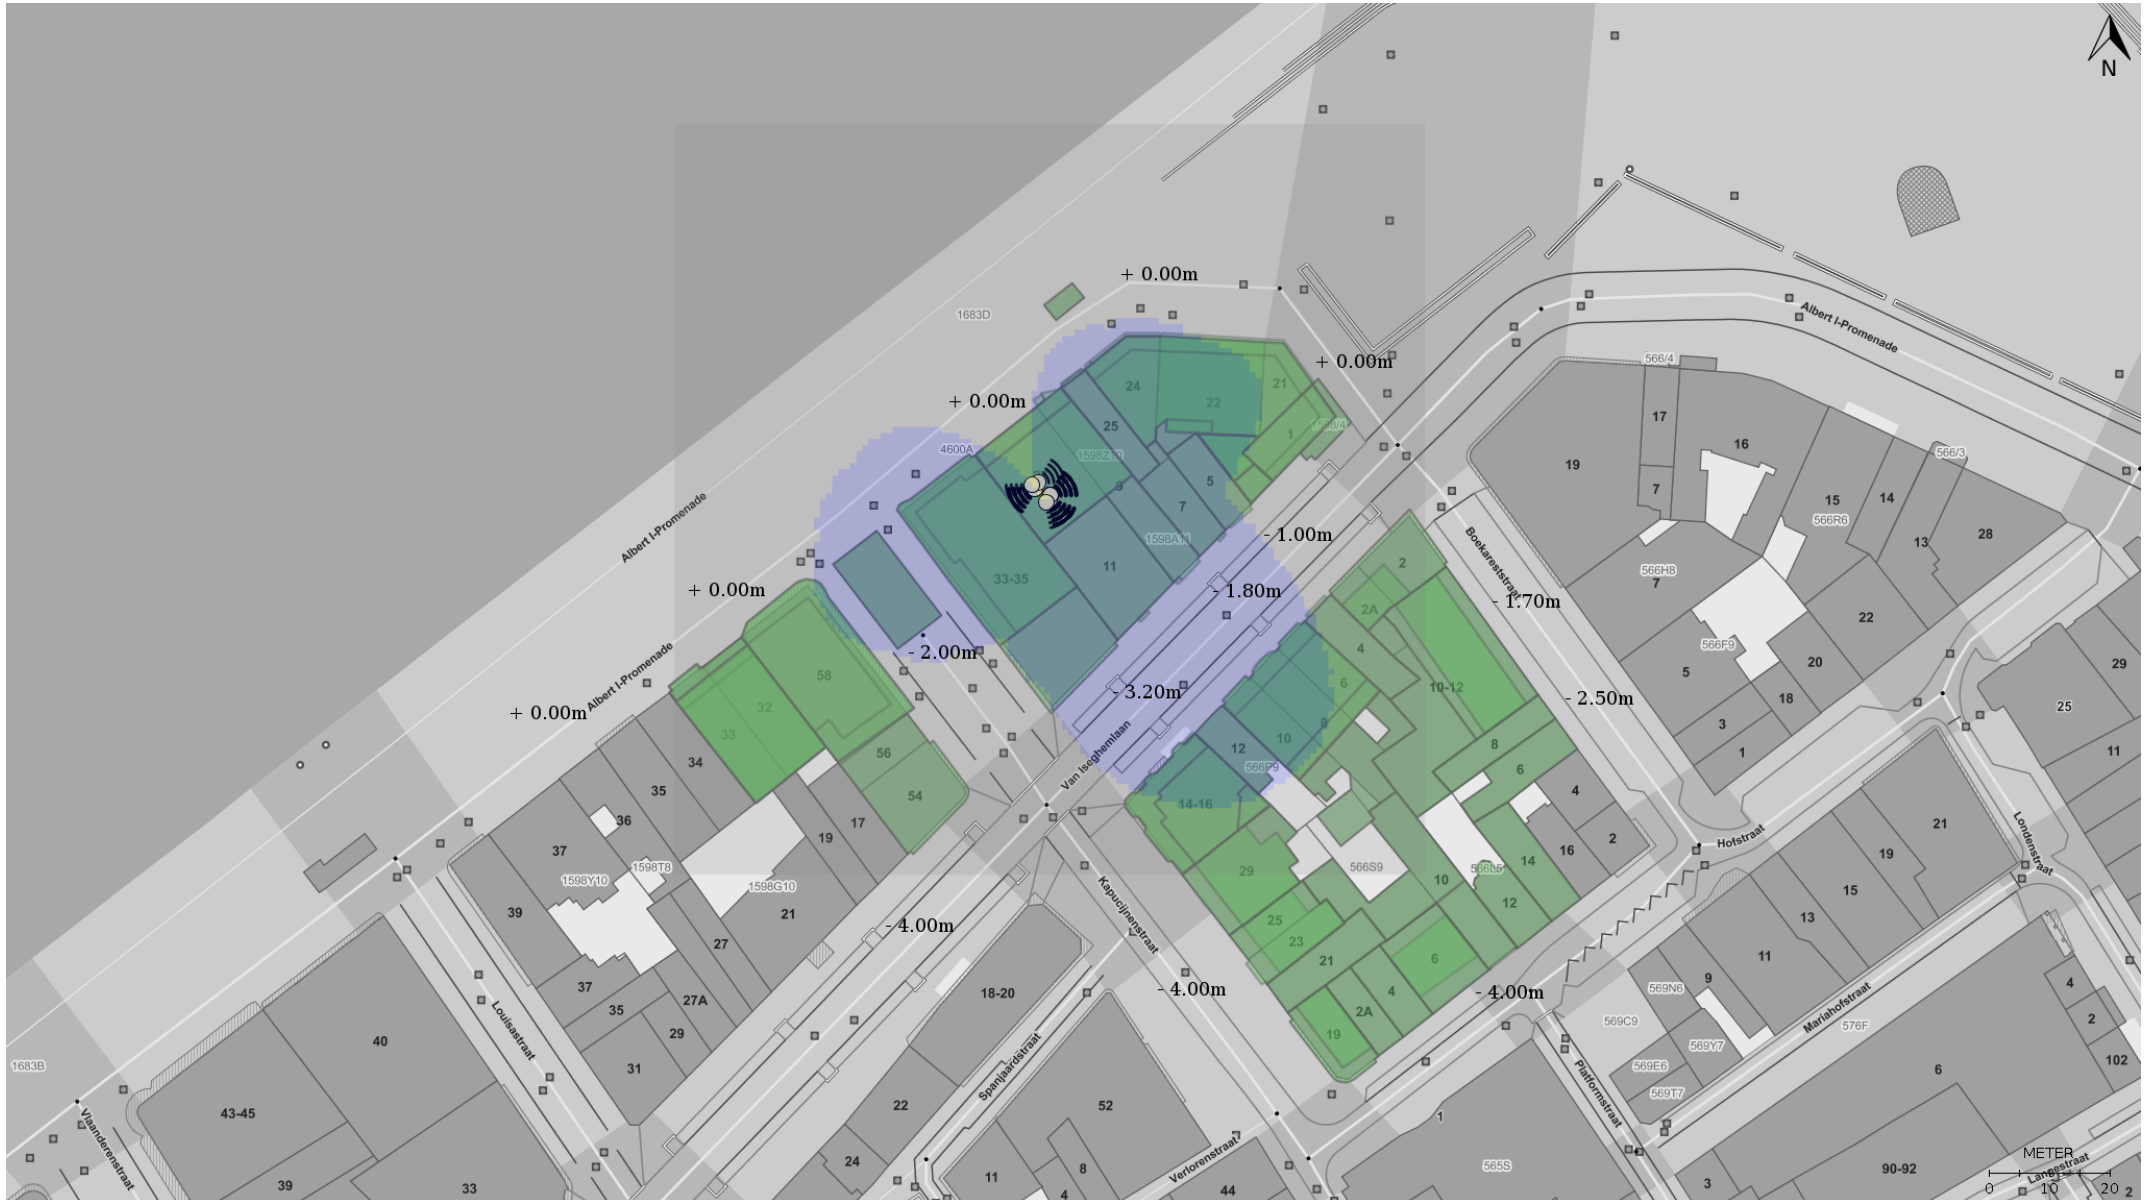 N
+ 0.00m
1683D
Albert I-Promenade
+ 0.00m
+ 0.00m
566/4
24
21
22
17
16
25
1
1598/4
4600A
1598Z10
19
566/3
9
5
7
15
14
7
566R6
28
13
Albert I-Promenade
- 1.00m
1598A11
Boekareststraat
11
33-35
2
566H8
7
+ 0.00m
- 1.80m
- 1.70m
2A
22
566F9
- 2.00m
4
29
20
58
5
6
10-12
- 3.20m
- 2.50m
18
25
Albert I-Promenade
+ 0.00m
32
8
3
33
Van Iseghemlaan
10
12
8
1
11
56
34
566P9
6
35
54
14-16
4
36
17
19
2
21
Hofstraat
37
16
Londenstraat
1598T8
1598Y10
1598G10
29
566S9
566L5
14
19
10
15
39
21
Kapucijnenstraat
25
12
13
- 4.00m
23
27
11
21
6
9
4
37
18-20
- 4.00m
4
- 4.00m
569N6
27A
35
2A
Mariahofstraat
2
Louisastraat
29
19
569C9
576F
40
569Y7
102
1683B
31
Spanjaardstraat
569E6
6
Platformstraat
569T7
43-45
22
52
1
Vlaanderenstraat
METER
Verlorenstraat
24
565S
8
90-92
Langestraat
39
33
11
4
44
3
0
10
20
2